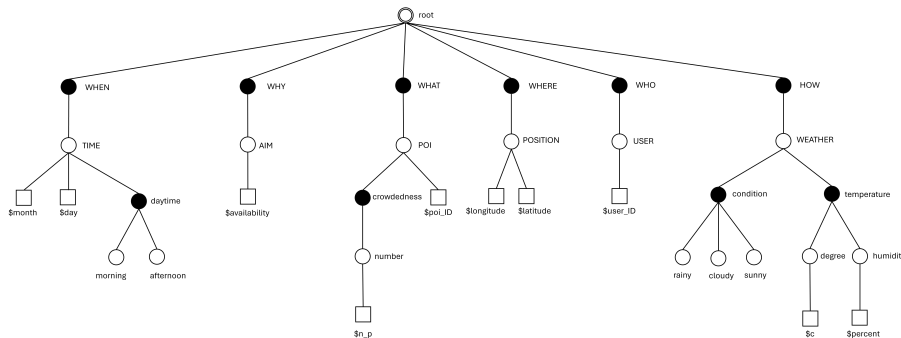 root
WHEN
WHY
WHAT
WHERE
WHO
HOW
TIME
AIM
POI
POSITION
USER
WEATHER
$month
$day
daytime
$availability
crowdedness
$poi_ID
$longitude
$latitude
$user_ID
condition
temperature
morning
afternoon
number
rainy
cloudy
sunny
degree
humidit
$n_p
$c
$percent